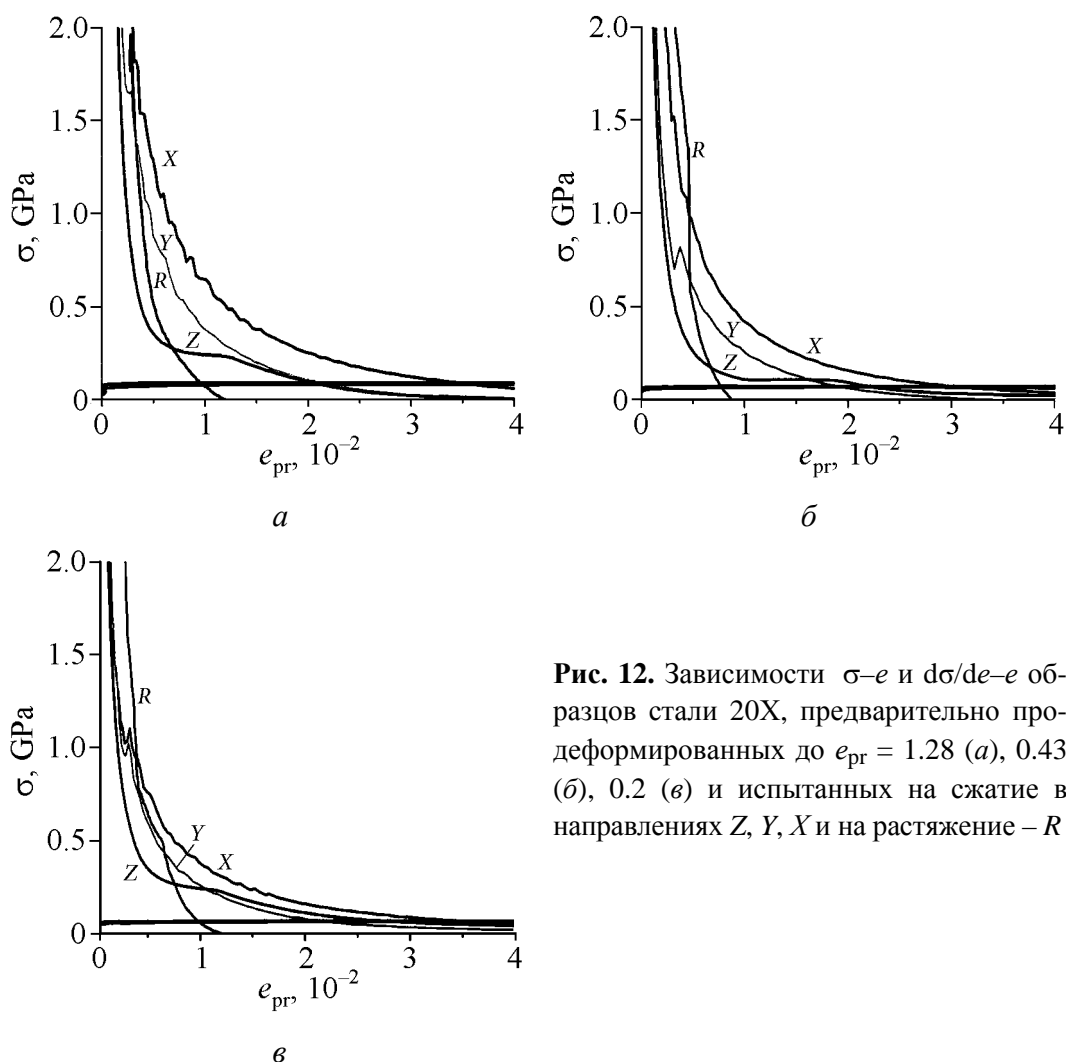 2.0
1.5
1.0
0.5
0
σ, GPa
X
Y
R
Z
1
2
3
4
e_pr, 10^−2
а
2.0
1.5
1.0
0.5
0
σ, GPa
R
Y
X
Z
1
2
3
4
e_pr, 10^−2
б
2.0
1.5
1.0
0.5
0
σ, GPa
R
Y
X
Z
0
1
2
3
4
e_pr, 10^−2
в
Рис. 12. Зависимости σ–e и dσ/de–e об-
разцов стали 20Х, предварительно про-
деформированных до e_pr = 1.28 (а), 0.43
(б), 0.2 (в) и испытанных на сжатие в
направлениях Z, Y, X и на растяжение – R